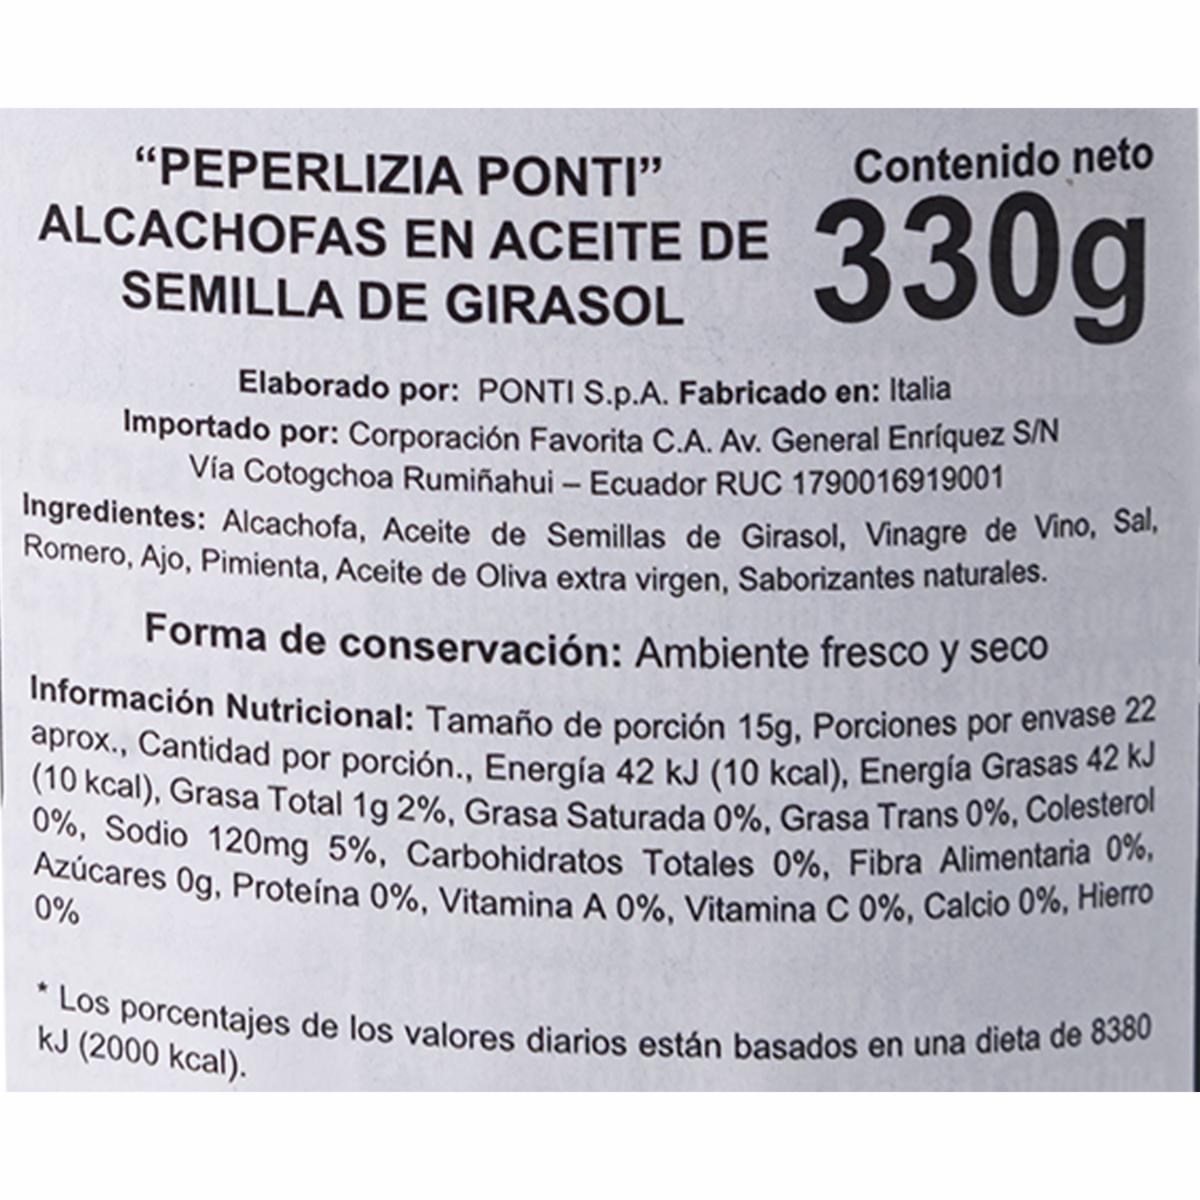 “PEPERLIZIA PONTI”
ALCACHOFAS EN ACEITE DE
SEMILLA DE GIRASOL
Contenido neto
330g
Elaborado por: PONTI S.p.A. Fabricado en: Italia
Importado por: Corporación Favorita C.A. Av. General Enríquez S/N
Vía Cotogchoa Rumiñahui – Ecuador RUC 1790016919001
Ingredientes: Alcachofa, Aceite de Semillas de Girasol, Vinagre de Vino, Sal,
Romero, Ajo, Pimienta, Aceite de Oliva extra virgen, Saborizantes naturales.
Forma de conservación: Ambiente fresco y seco
Información Nutricional: Tamaño de porción 15g, Porciones por envase 22
aprox., Cantidad por porción., Energía 42 kJ (10 kcal), Energía Grasas 42 kJ
(10 kcal), Grasa Total 1g 2%, Grasa Saturada 0%, Grasa Trans 0%, Colesterol
0%, Sodio 120mg 5%, Carbohidratos Totales 0%, Fibra Alimentaria 0%,
Azúcares 0g, Proteína 0%, Vitamina A 0%, Vitamina C 0%, Calcio 0%, Hierro
0%
* Los porcentajes de los valores diarios están basados en una dieta de 8380
kJ (2000 kcal).